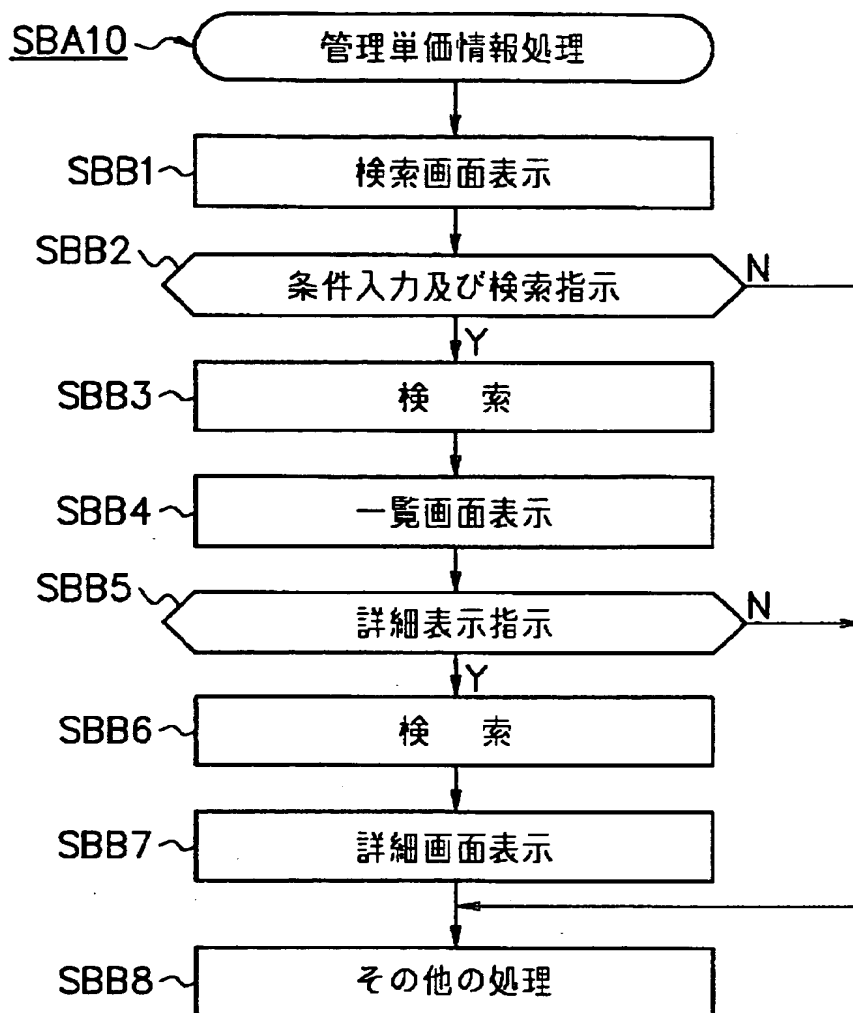 SBA10 管理単価情報処理
SBB1 検索画面表示
SBB2 条件入力及び検索指示 N
Y
SBB3 検 索
SBB4 一覧画面表示
SBB5 詳細表示指示 N
Y
SBB6 検 索
SBB7 詳細画面表示
SBB8 その他の処理